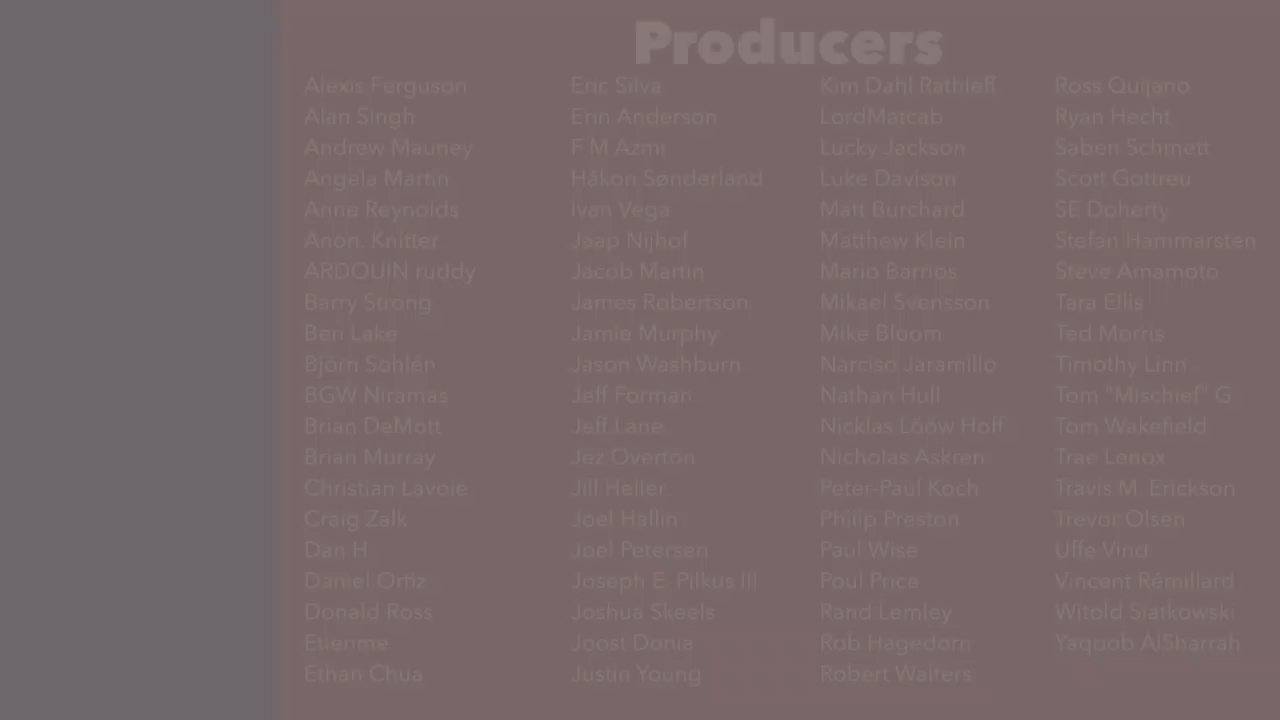 Producers
Alexis Ferguson
Alan Singh
Andrew Mauney
Angela Martin
Anne Reynolds
Anon. Knitter
ARDOUIN ruddy
Barry Strong
Ben Lake
Björn Sohlén
BGW Niramas
Brian DeMott
Brian Murray
Christian Lavoie
Craig Zalk
Dan H
Daniel Ortiz
Donald Ross
Etienme
Ethan Chua
Eric Silva
Erin Anderson
F M Azmi
Håkon Sønderland
Ivan Vega
Jaap Nijhof
Jacob Martin
James Robertson
Jamie Murphy
Jason Washburn
Jeff Forman
Jeff Lane
Jez Overton
Jill Heller
Joel Hallin
Joel Petersen
Joseph E. Pilkus III
Joshua Skeels
Joost Donia
Justin Young
Kim Dahl Rathleff
LordMatcab
Lucky Jackson
Luke Davison
Matt Burchard
Matthew Klein
Mario Barrios
Mikael Svensson
Mike Bloom
Narciso Jaramillo
Nathan Hull
Nicklas Lööw Hoff
Nicholas Askren
Peter-Paul Koch
Philip Preston
Paul Wise
Poul Price
Rand Lemley
Rob Hagedorn
Robert Walters
Ross Quijano
Ryan Hecht
Saben Schmett
Scott Gottreu
SE Doherty
Stefan Hammarsten
Steve Amamoto
Tara Ellis
Ted Morris
Timothy Linn
Tom "Mischief" G
Tom Wakefield
Trae Lenox
Travis M. Erickson
Trevor Olsen
Uffe Vind
Vincent Rémillard
Witold Siatkowski
Yaqoob AlSharrah